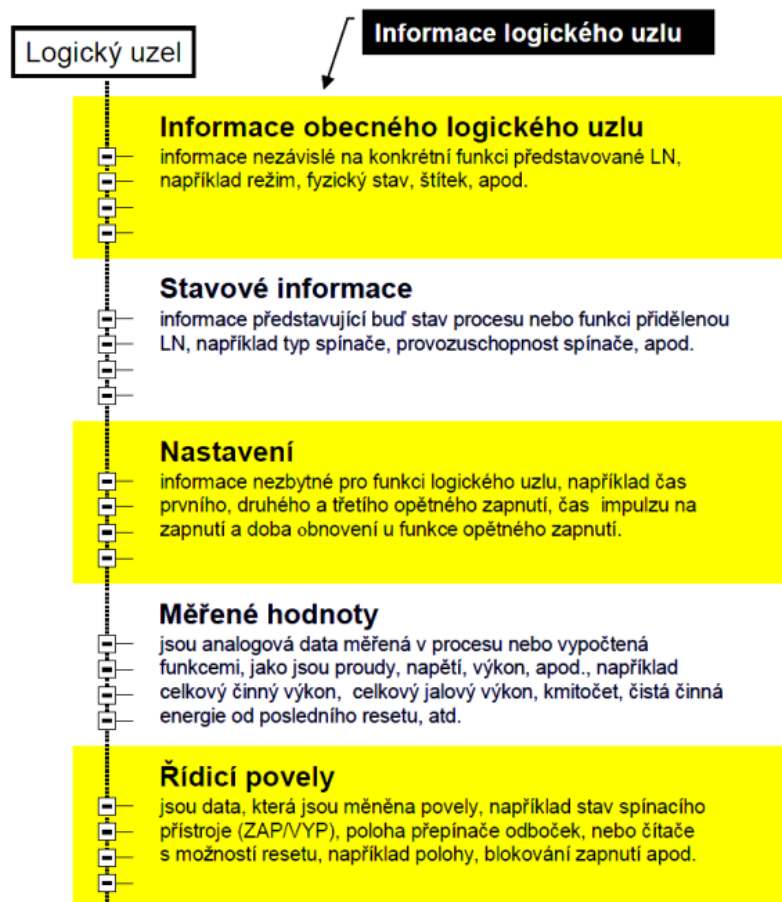 Informace logického uzlu
Logický uzel
Informace obecného logického uzlu
informace nezávislé na konkrétní funkci představované LN,
například režim, fyzický stav, štítek, apod.
Stavové informace
informace představující buď stav procesu nebo funkci přidělenou
LN, například typ spínače, provozuschopnost spínače, apod.
Nastavení
informace nezbytné pro funkci logického uzlu, například čas
prvního, druhého a třetího opětného zapnutí, čas impulzu na
zapnutí a doba obnovení u funkce opětného zapnutí.
Měřené hodnoty
jsou analogová data měřená v procesu nebo vypočtená
funkcemi, jako jsou proudy, napětí, výkon, apod., například
celkový činný výkon, celkový jalový výkon, kmitočet, čistá činná
energie od posledního resetu, atd.
Řídicí povely
jsou data, která jsou měněna povely, například stav spínacího
přístroje (ZAP/VYP), poloha přepínače odboček, nebo čítače
s možností resetu, například polohy, blokování zapnutí apod.